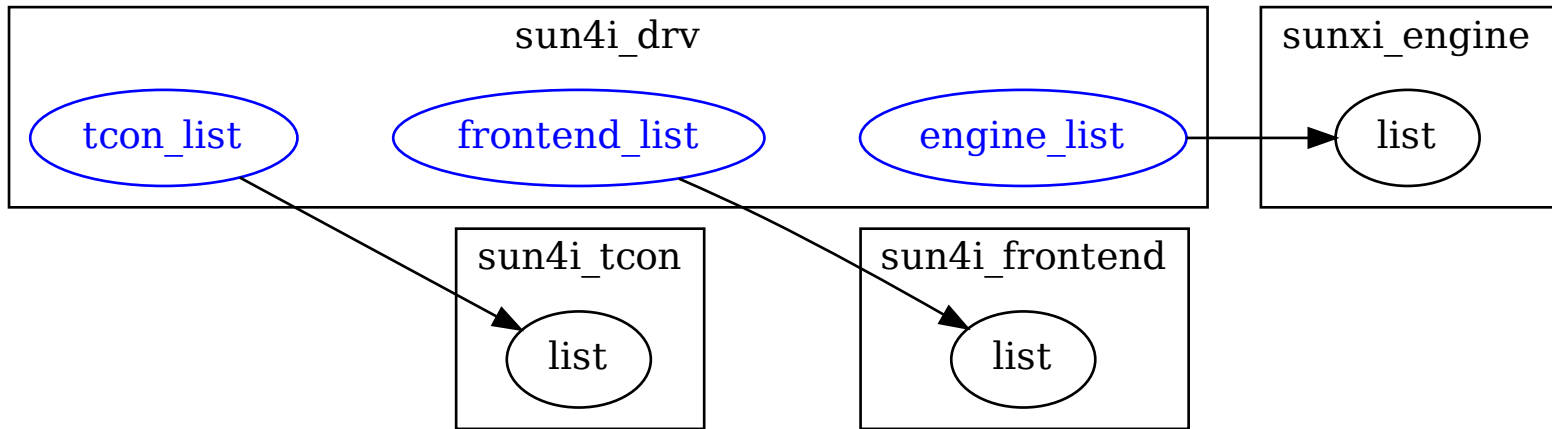 sun4i_drv
sunxi_engine
tcon_list
frontend_list
engine_list
list
sun4i_tcon
sun4i_frontend
list
list